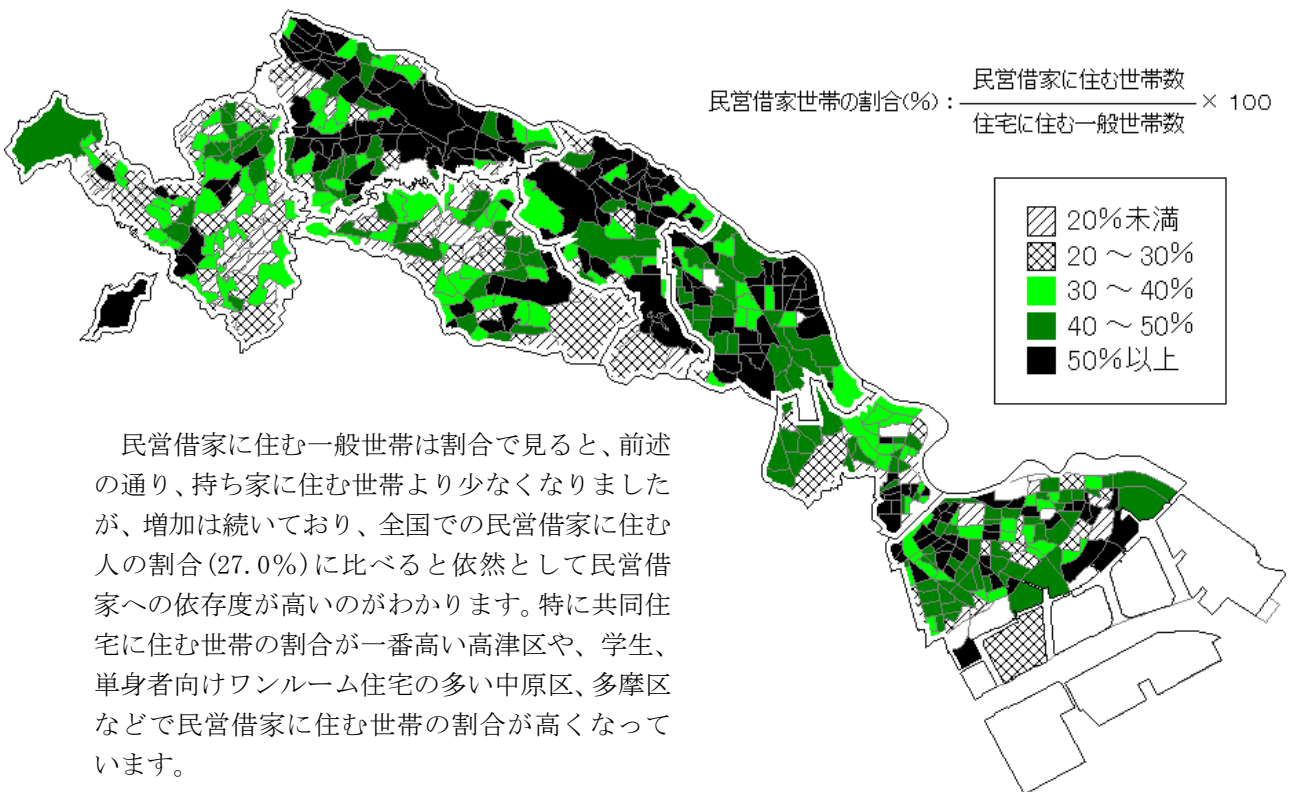 民営借家世帯の割合(%)：民営借家に住む世帯数 × 100
住宅に住む一般世帯数
20%未満
20 ～ 30%
30 ～ 40%
40 ～ 50%
50%以上
民営借家に住む一般世帯は割合で見ると、前述
の通り、持ち家に住む世帯より少なくなりました
が、増加は続いており、全国での民営借家に住む
人の割合(27.0%)に比べると依然として民営借
家への依存度が高いのがわかります。特に共同住
宅に住む世帯の割合が一番高い高津区や、学生、
単身者向けワンルーム住宅の多い中原区、多摩区
などで民営借家に住む世帯の割合が高くなって
います。